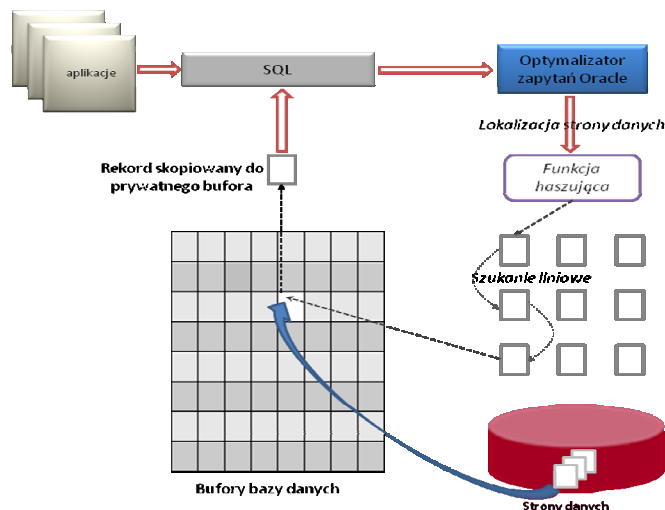 aplikacje
SQL
Optymalizator
zapytań Oracle
Lokalizacja strony danych
Rekord skopiowany do
prywatnego bufora
Funkcja
haszująca
Szukanie liniowe
Bufory bazy danych
Strony danych